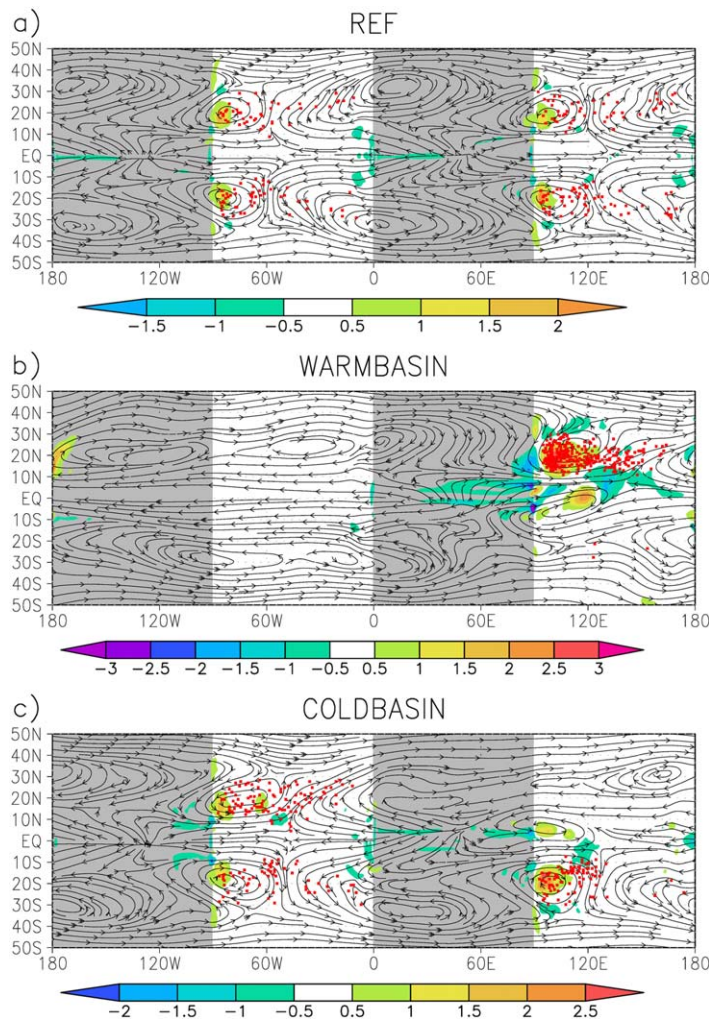 a) REF
50N
40N
30N
20N
10N
EQ
10S
20S
30S
40S
50S
180 120W 60W 0 60E 120E 180
-1.5 -1 -0.5 0.5 1 1.5 2
b) WARMBASIN
50N
40N
30N
20N
10N
EQ
10S
20S
30S
40S
50S
180 120W 60W 0 60E 120E 180
-3 -2.5 -2 -1.5 -1 -0.5 0.5 1 1.5 2 2.5 3
c) COLDBASIN
50N
40N
30N
20N
10N
EQ
10S
20S
30S
40S
50S
180 120W 60W 0 60E 120E 180
-2 -1.5 -1 -0.5 0.5 1 1.5 2 2.5